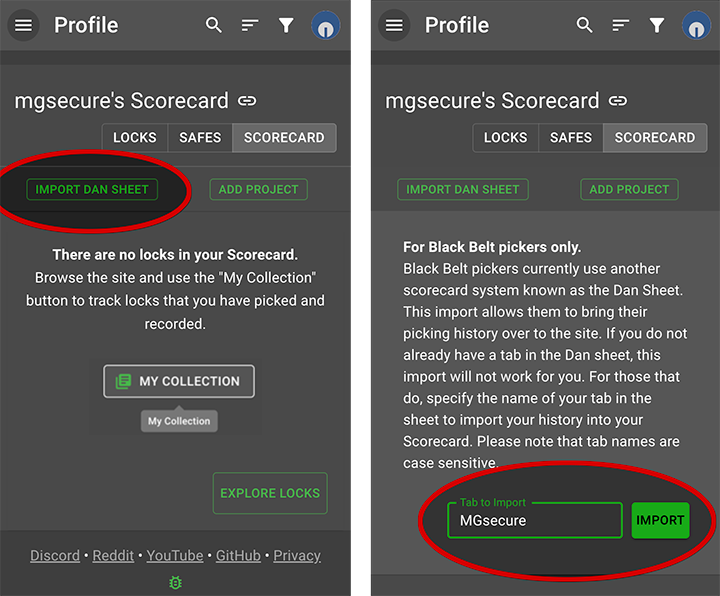 Profile
mgsecure's Scorecard
LOCKS SAFES SCORECARD
IMPORT DAN SHEET ADD PROJECT
There are no locks in your Scorecard.
Browse the site and use the "My Collection"
button to track locks that you have picked and
recorded.
MY COLLECTION
My Collection
EXPLORE LOCKS
Discord • Reddit • YouTube • GitHub • Privacy
Profile
mgsecure's Scorecard
LOCKS SAFES SCORECARD
IMPORT DAN SHEET ADD PROJECT
For Black Belt pickers only.
Black Belt pickers currently use another
scorecard system known as the Dan Sheet.
This import allows them to bring their
picking history over to the site. If you do not
already have a tab in the Dan sheet, this
import will not work for you. For those that
do, specify the name of your tab in the
sheet to import your history into your
Scorecard. Please note that tab names are
case sensitive.
Tab to Import
MGsecure IMPORT